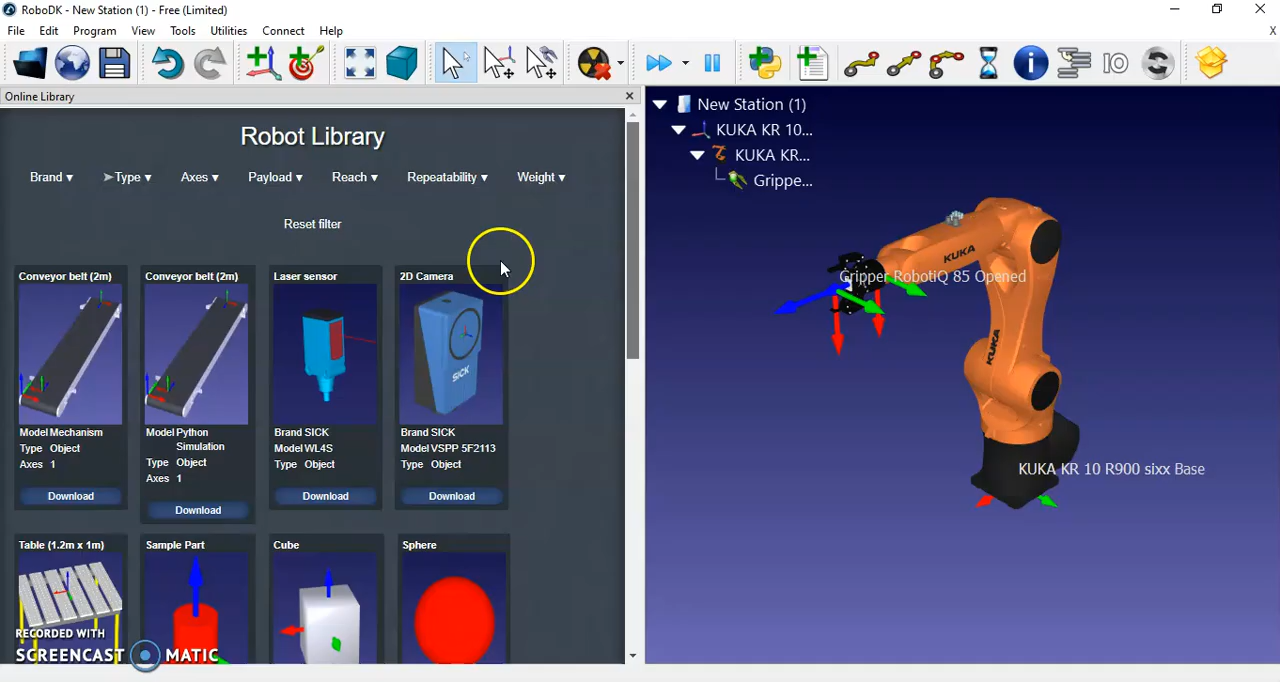 RoboDK - New Station (1) - Free (Limited)
File Edit Program View Tools Utilities Connect Help X
IO
Online Library
Robot Library
Brand ▾ ➤Type ▾ Axes ▾ Payload ▾ Reach ▾ Repeatability ▾ Weight ▾
Reset filter
Conveyor belt (2m)
Model Mechanism
Type Object
Axes 1
Download
Conveyor belt (2m)
Model Python
Simulation
Type Object
Axes 1
Download
Laser sensor
Brand SICK
Model WL4S
Type Object
Download
2D Camera
SICK
Brand SICK
Model VSPP 5F2113
Type Object
Download
Table (1.2m x 1m)
Sample Part
Cube
Sphere
RECORDED WITH
SCREENCAST MATIC
New Station (1)
KUKA KR 10...
KUKA KR...
Grippe...
KUKA
Gripper RobotiQ 85 Opened
KUKA
KUKA KR 10 R900 sixx Base